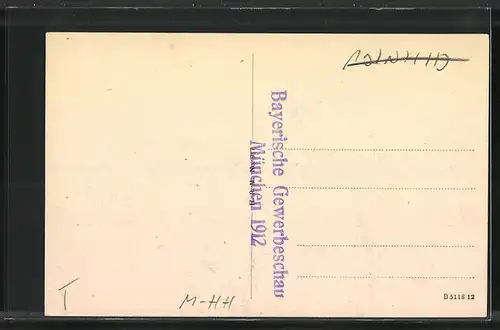 Bayerische Gewerbeschau
München 1912
M-HH
D 5118 12